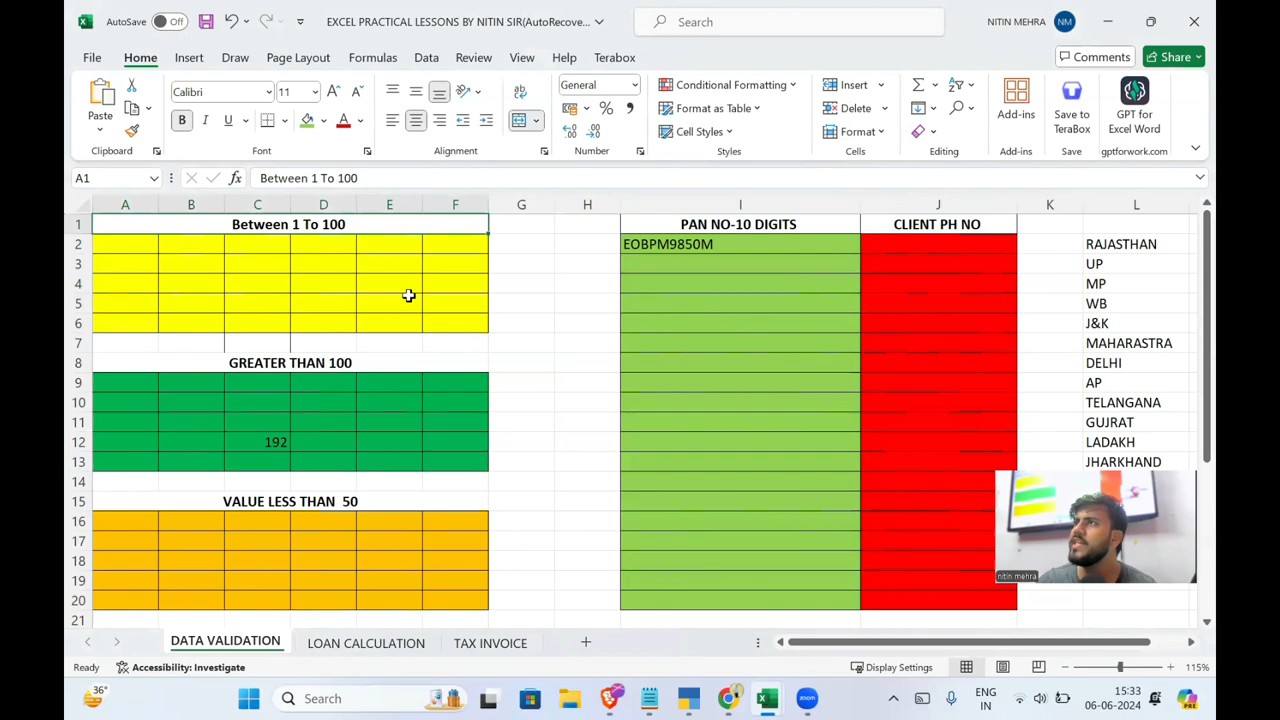 AutoSave Off EXCEL PRACTICAL LESSONS BY NITIN SIR(AutoRecove... Search NITIN MEHRA NM
File Home Insert Draw Page Layout Formulas Data Review View Help Terabox Comments Share
Calibri 11 General Conditional Formatting Insert
Paste B I U A Format as Table Delete Add-ins Save to TeraBox GPT for Excel Word
Cell Styles Format
Clipboard Font Alignment Number Styles Cells Editing Add-ins Save gptforwork.com
A1 fx Between 1 To 100
A B C D E F G H I J K L
1 Between 1 To 100 PAN NO-10 DIGITS CLIENT PH NO
2 EOBPM9850M RAJASTHAN
3 UP
4 MP
5 WB
6 J&K
7 MAHARASTRA
8 GREATER THAN 100 DELHI
9 AP
10 TELANGANA
11 GUJRAT
12 192 LADAKH
13 JHARKHAND
14
15 VALUE LESS THAN 50
16
17
18
19 nitin mehra
20
21
DATA VALIDATION LOAN CALCULATION TAX INVOICE
Ready Accessibility: Investigate Display Settings 115%
36° Search zoom ENG IN 15:33 06-06-2024 PRE